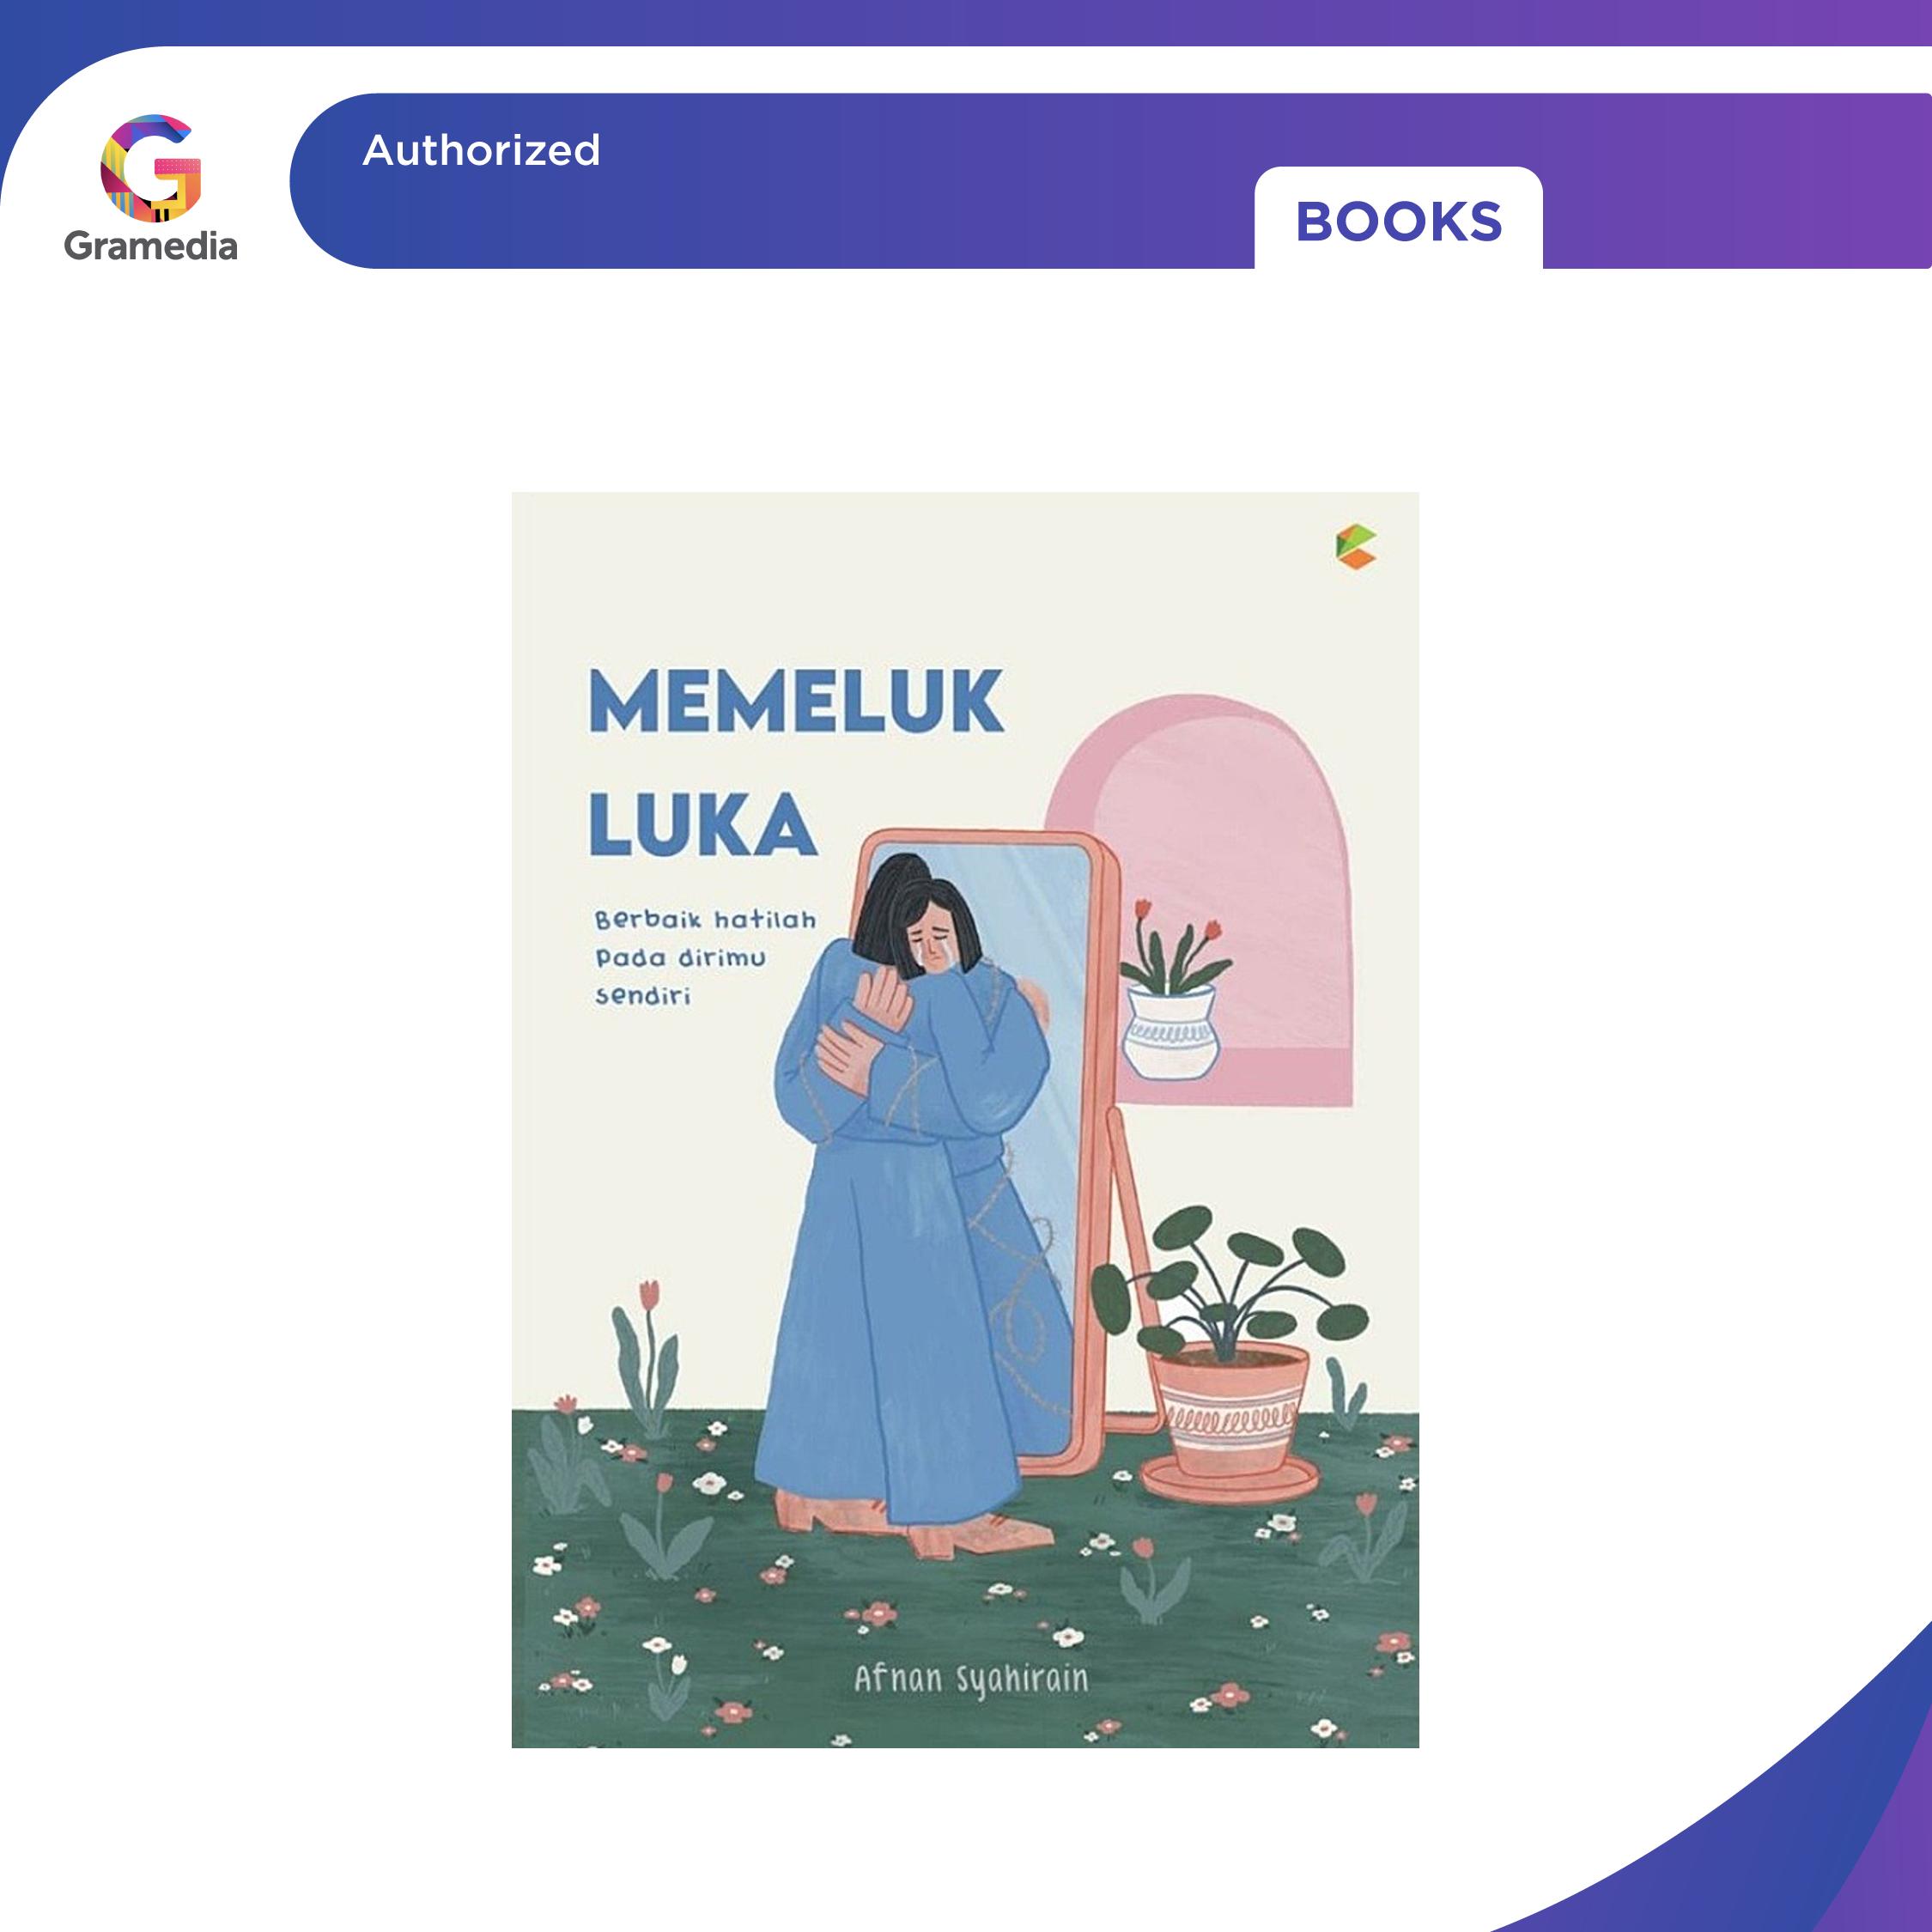 Gramedia
Authorized
BOOKS
MEMELUK
LUKA
Berbaik hatilah
Pada dirimu
sendiri
Afnan Syahirain